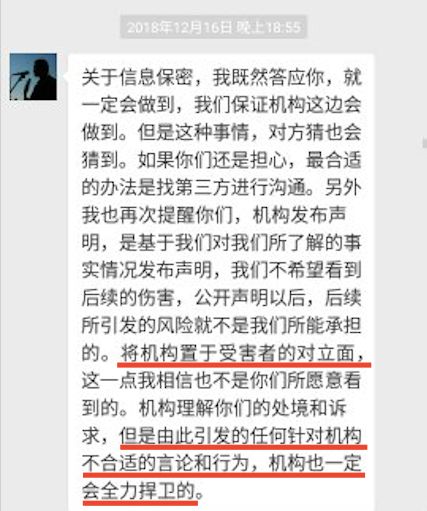 2018年12月16日 晚上18:55
关于信息保密，我既然答应你，就
一定会做到，我们保证机构这边会
做到。但是这种事情，对方猜也会
猜到。如果你们还是担心，最合适
的办法是找第三方进行沟通。另外
我也再次提醒你们，机构发布声
明，是基于我们对我们所了解的事
实情况发布声明，我们不希望看到
后续的伤害，公开声明以后，后续
所引发的风险就不是我们所能承担
的。将机构置于受害者的对立面，
这一点我相信也不是你们所愿意看
到的。机构理解你们的处境和诉
求，但是由此引发的任何针对机构
不合适的言论和行为，机构也一定
会全力捍卫的。